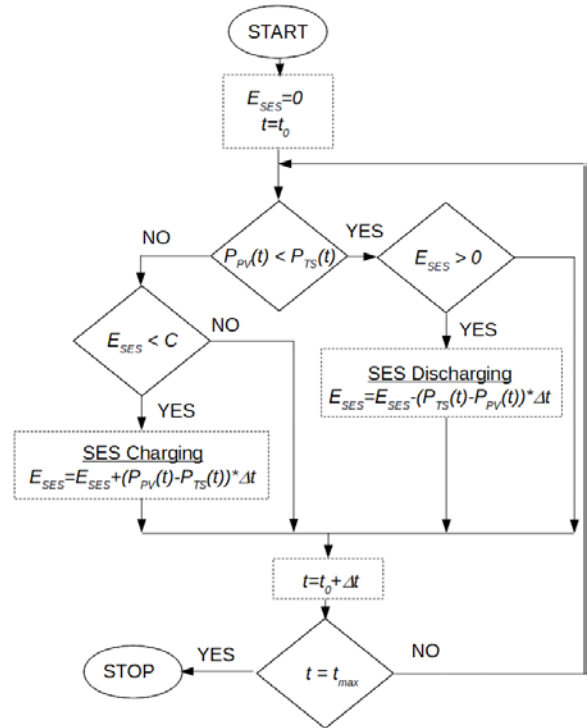 START
E_SES=0
t=t_0
NO
P_PV(t) < P_TS(t)
YES
E_SES > 0
E_SES < C
NO
YES
YES
SES Discharging
E_SES=E_SES-(P_TS(t)-P_PV(t))*Δt
SES Charging
E_SES=E_SES+(P_PV(t)-P_TS(t))*Δt
t=t_0+Δt
STOP
YES
t = t_max
NO